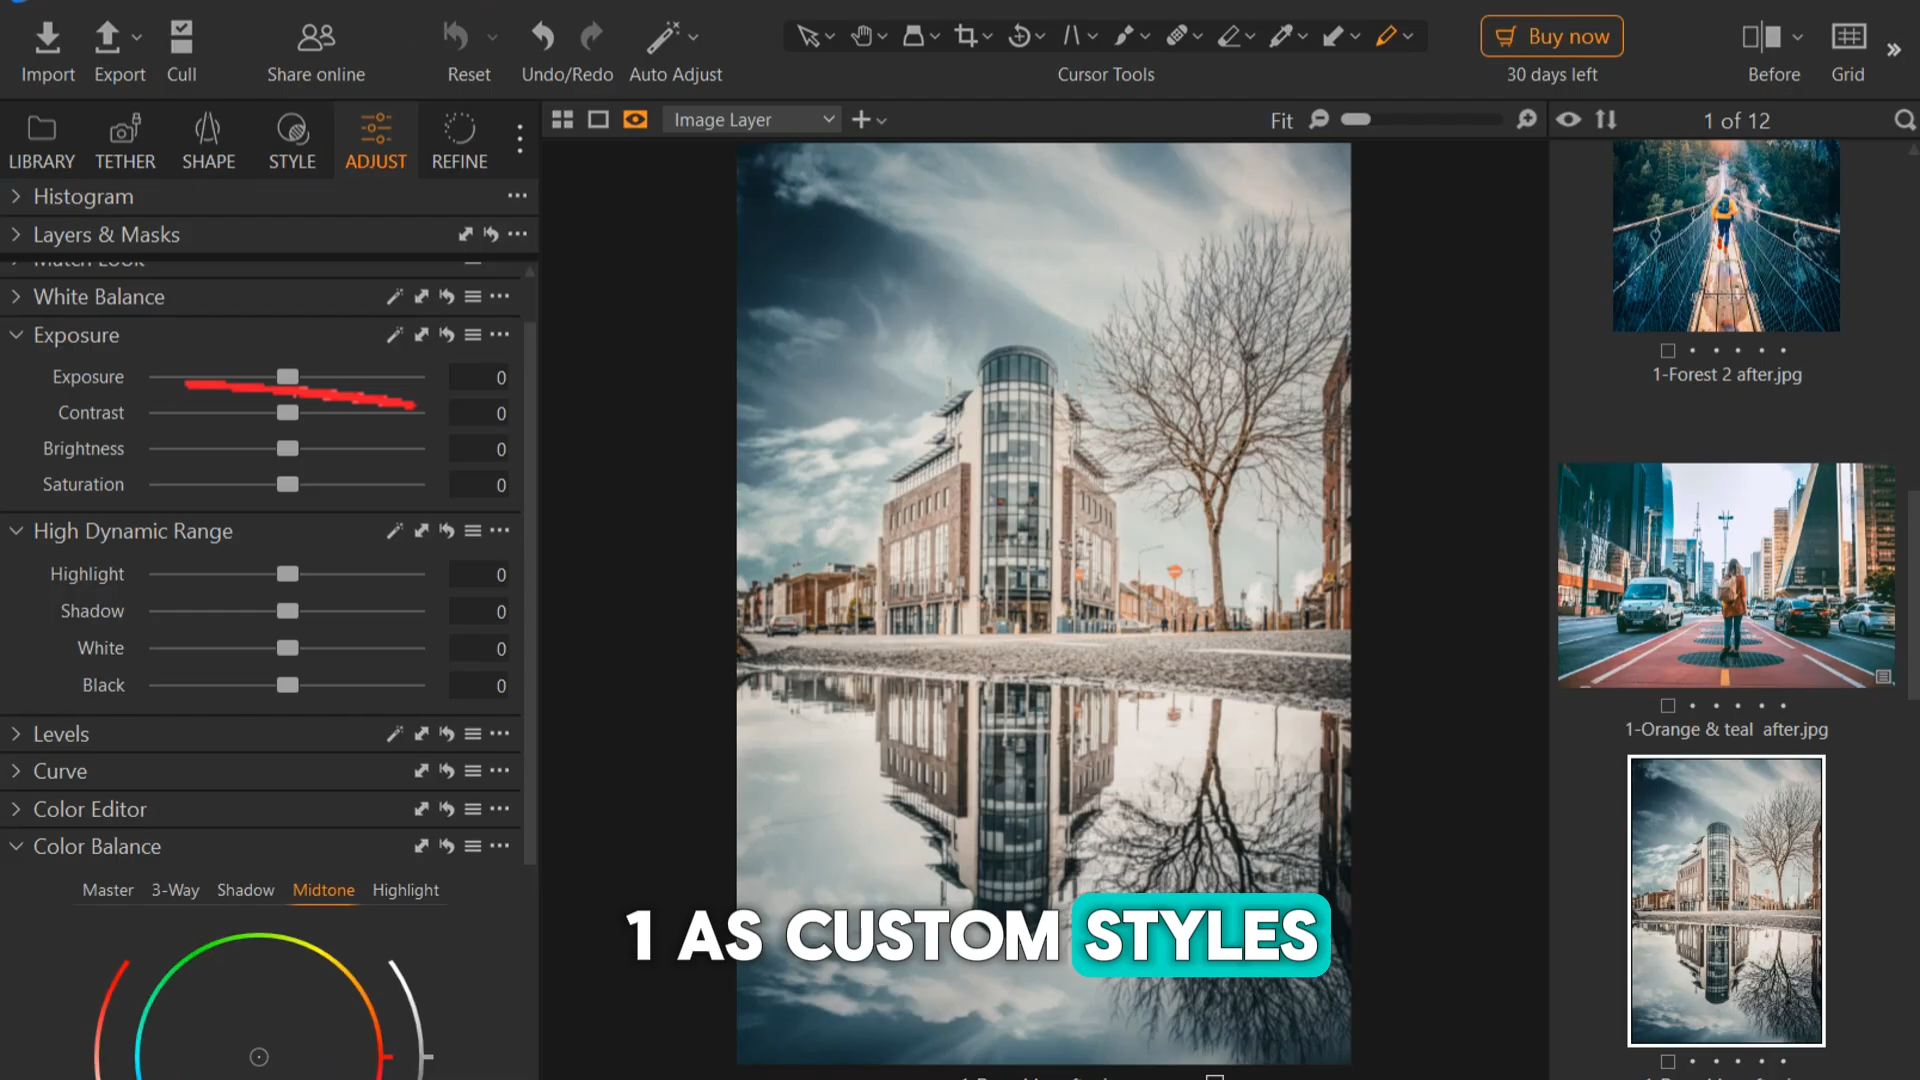 Import
Export
Cull
Share online
Reset
Undo/Redo
Auto Adjust
Cursor Tools
Buy now
30 days left
Before
Grid
LIBRARY
TETHER
SHAPE
STYLE
ADJUST
REFINE
Image Layer
Fit
1 of 12
Histogram
Layers & Masks
Match Look
White Balance
Exposure
Exposure 0
Contrast 0
Brightness 0
Saturation 0
High Dynamic Range
Highlight 0
Shadow 0
White 0
Black 0
Levels
Curve
Color Editor
Color Balance
Master 3-Way Shadow Midtone Highlight
1 AS CUSTOM STYLES
1-Forest 2 after.jpg
1-Orange & teal after.jpg